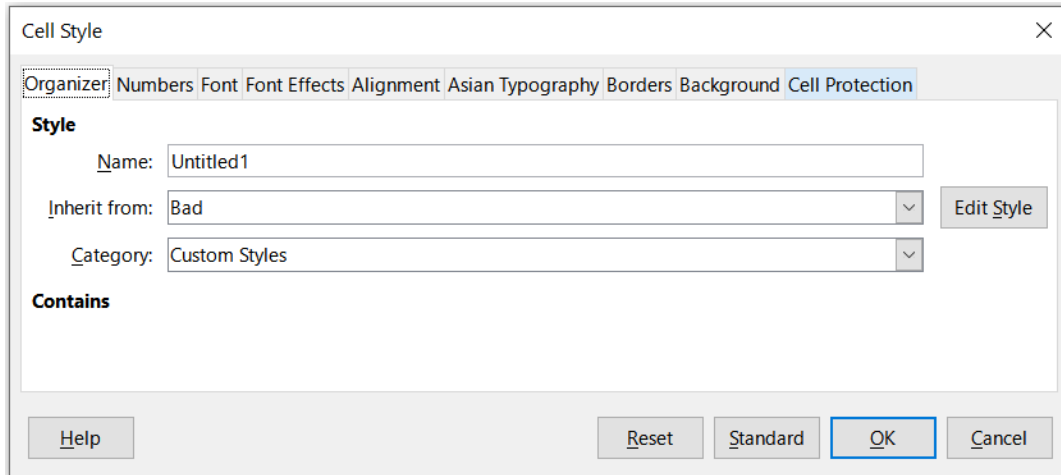 Cell Style
Organizer Numbers Font Font Effects Alignment Asian Typography Borders Background Cell Protection
Style
Name: Untitled1
Inherit from: Bad Edit Style
Category: Custom Styles
Contains
Help Reset Standard OK Cancel